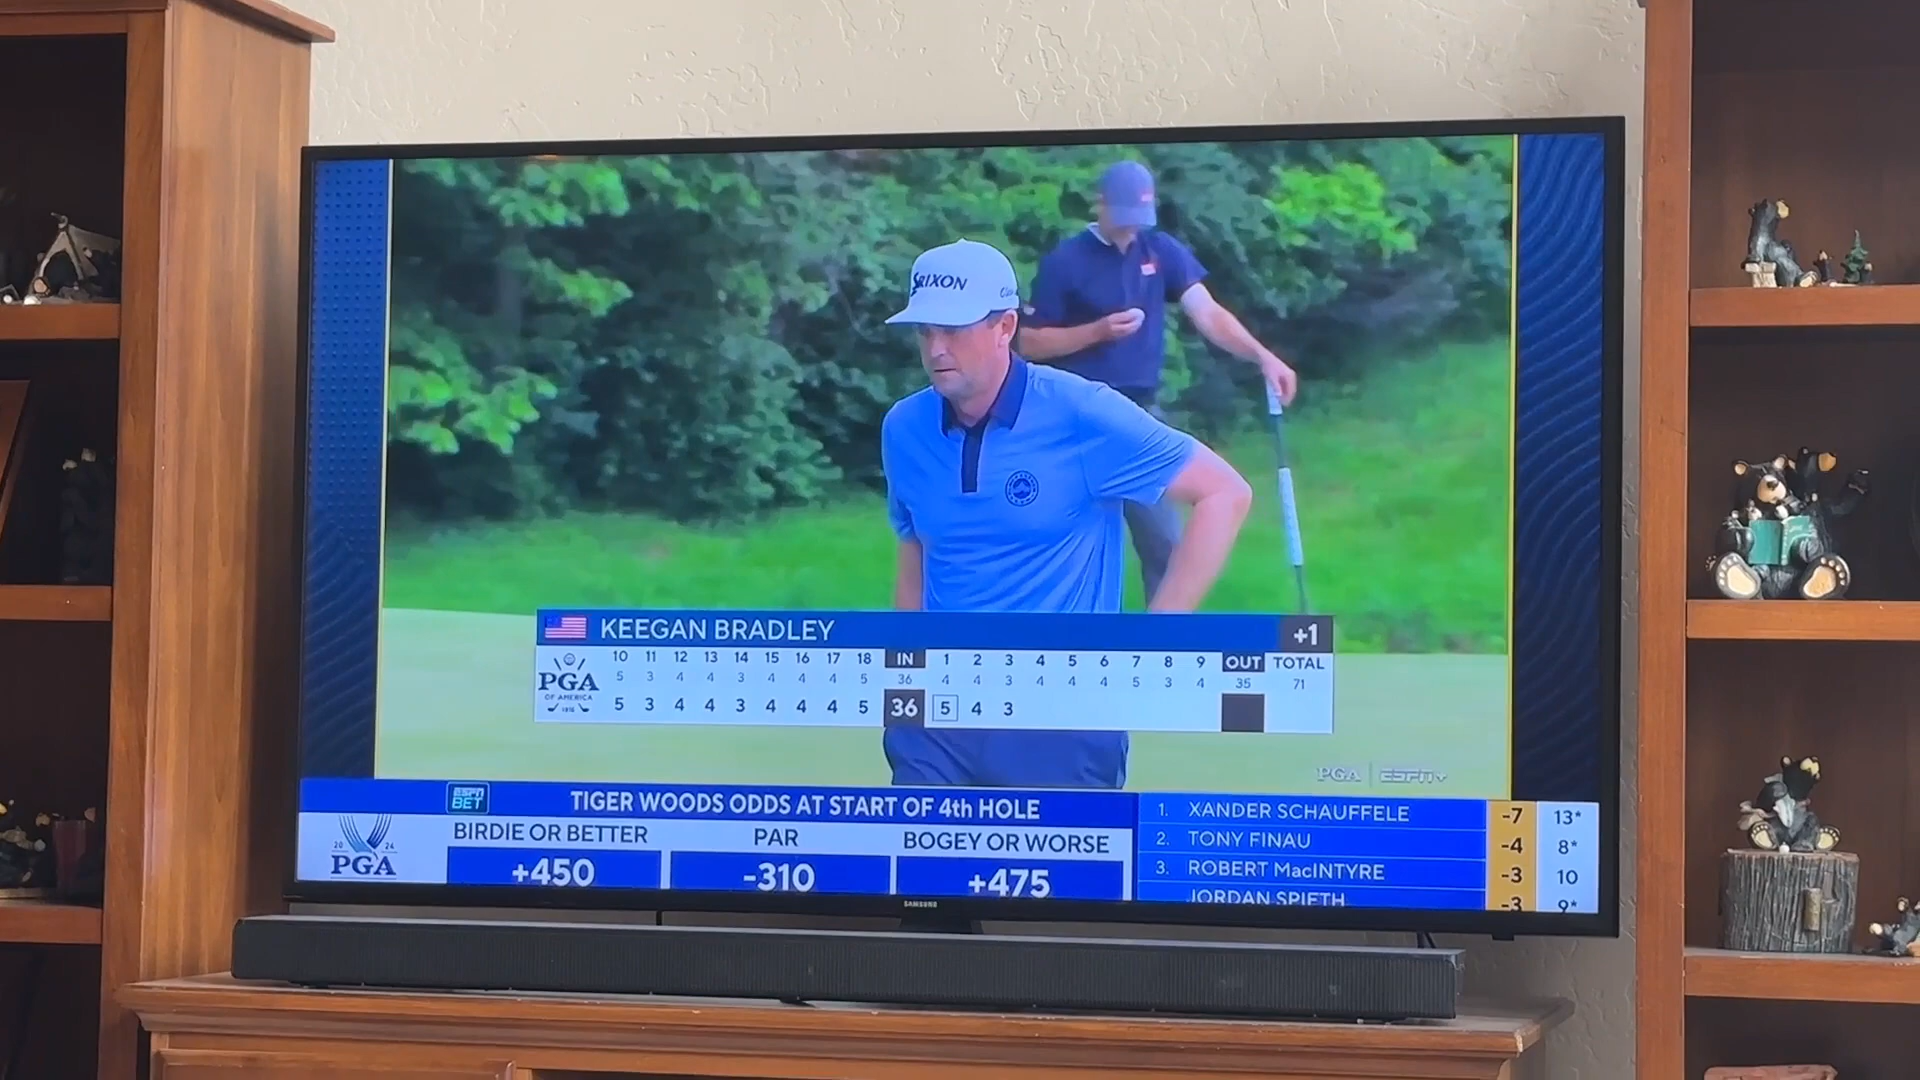 SRIXON
KEEGAN BRADLEY +1
10 11 12 13 14 15 16 17 18 IN 1 2 3 4 5 6 7 8 9 OUT TOTAL
5 3 4 4 3 4 4 4 5 36 4 4 3 4 4 4 5 3 4 35 71
PGA
OF AMERICA
1916
5 3 4 4 3 4 4 4 5 36 5 4 3
PGA ESPN+
ESPN BET
TIGER WOODS ODDS AT START OF 4th HOLE
2024
PGA
BIRDIE OR BETTER PAR BOGEY OR WORSE
+450 -310 +475
1. XANDER SCHAUFFELE -7 13*
2. TONY FINAU -4 8*
3. ROBERT MacINTYRE -3 10
JORDAN SPIETH -3 9*
SAMSUNG